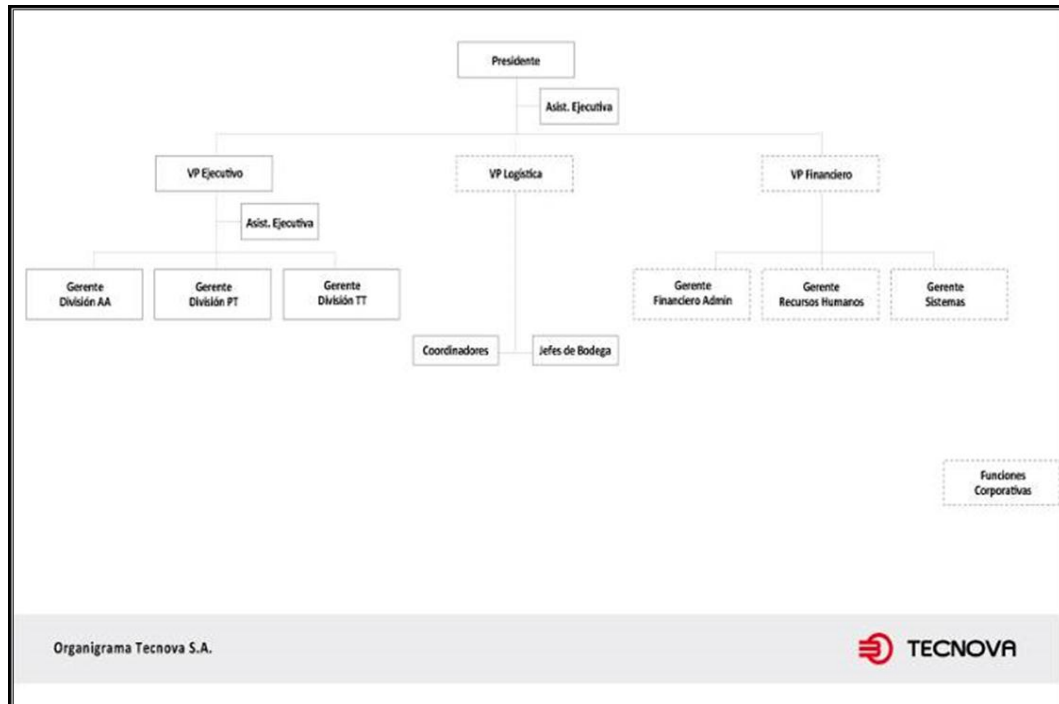 Presidente
Asist. Ejecutiva
VP Ejecutivo
VP Logística
VP Financiero
Asist. Ejecutiva
Gerente
División AA
Gerente
División PT
Gerente
División TT
Gerente
Financiero Admin
Gerente
Recursos Humanos
Gerente
Sistemas
Coordinadores
Jefes de Bodega
Funciones
Corporativas
Organigrama Tecnova S.A.
TECNOVA